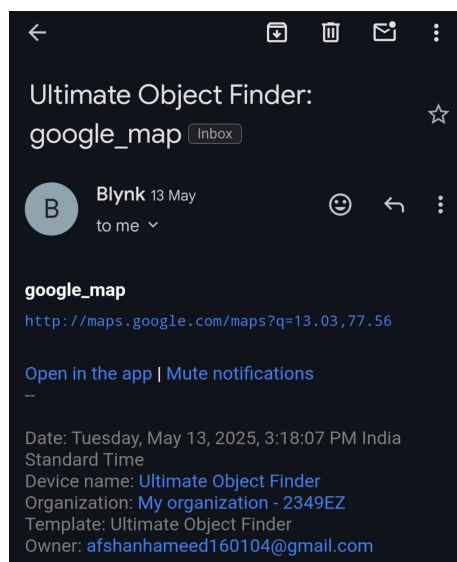 Ultimate Object Finder:
google_map Inbox
B
Blynk 13 May
to me
google_map
http://maps.google.com/maps?q=13.03,77.56
Open in the app | Mute notifications
--
Date: Tuesday, May 13, 2025, 3:18:07 PM India
Standard Time
Device name: Ultimate Object Finder
Organization: My organization - 2349EZ
Template: Ultimate Object Finder
Owner: afshanhameed160104@gmail.com